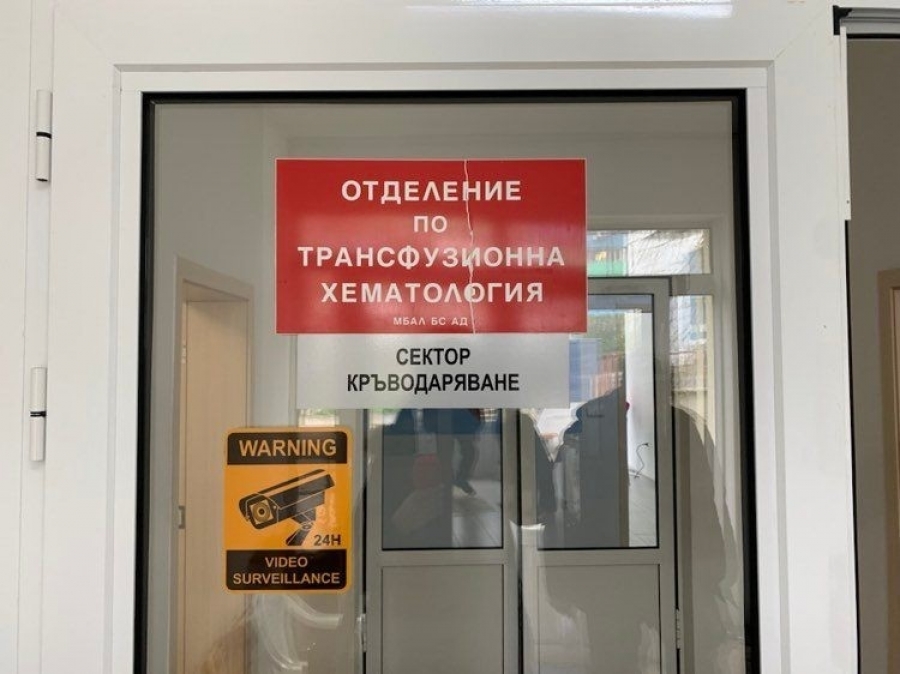 ОТДЕЛЕНИЕ
ПО
ТРАНСФУЗИОННА
ХЕМАТОЛОГИЯ
МБАЛ БС АД
СЕКТОР
КРЪВОДАРЯВАНЕ
WARNING
24H
VIDEO
SURVEILLANCE